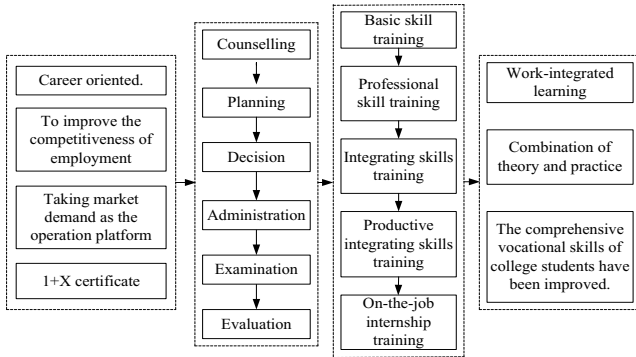 Career oriented.
To improve the
competitiveness of
employment
Taking market
demand as the
operation platform
1+X certificate
Counselling
Planning
Decision
Administration
Examination
Evaluation
Basic skill
training
Professional
skill training
Integrating skills
training
Productive
integrating skills
training
On-the-job
internship
training
Work-integrated
learning
Combination of
theory and practice
The comprehensive
vocational skills of
college students have
been improved.